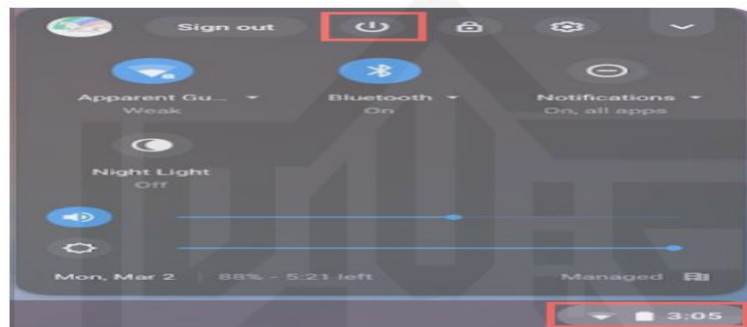 Sign out
Apparent Gu... Bluetooth Notifications
Weak On On, all apps
Night Light
Off
Mon, Mar 2 | 88% - 5:21 left Managed
3:05